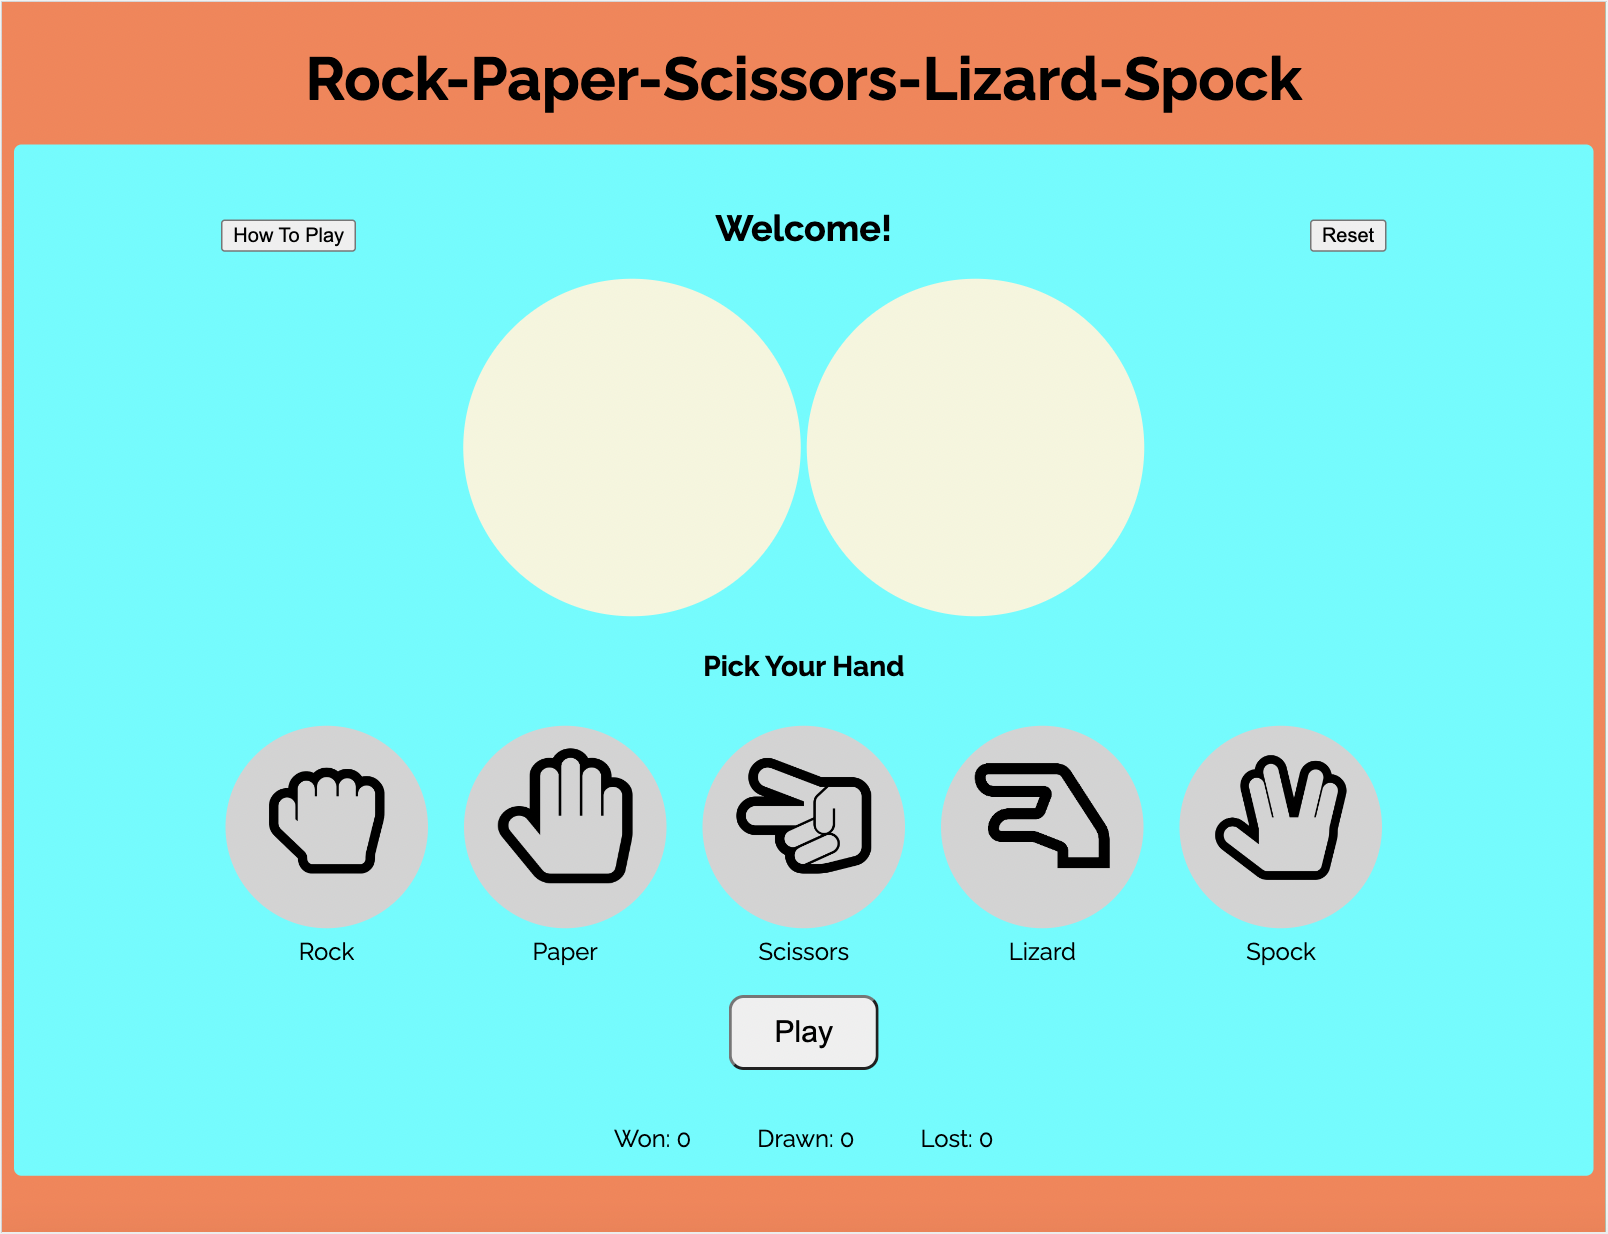 Rock-Paper-Scissors-Lizard-Spock
How To Play
Welcome!
Reset
Pick Your Hand
Rock
Paper
Scissors
Lizard
Spock
Play
Won: 0
Drawn: 0
Lost: 0